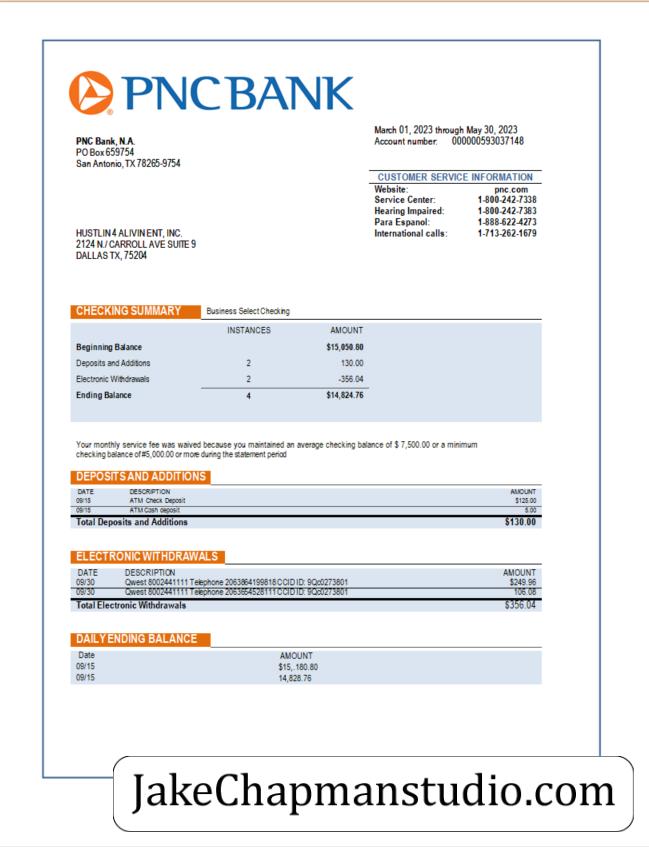 PNC BANK
March 01, 2023 through May 30, 2023
Account number: 000000593037148
PNC Bank, N.A.
PO Box 659754
San Antonio, TX 78265-9754
CUSTOMER SERVICE INFORMATION
Website: pnc.com
Service Center: 1-800-242-7338
Hearing Impaired: 1-800-242-7383
Para Espanol: 1-888-622-4273
International calls: 1-713-262-1679
HUSTLIN 4 ALIVIN ENT, INC.
2124 N./ CARROLL AVE SUITE 9
DALLAS TX, 75204
CHECKING SUMMARY Business Select Checking
INSTANCES AMOUNT
Beginning Balance $15,050.80
Deposits and Additions 2 130.00
Electronic Withdrawals 2 -356.04
Ending Balance 4 $14,824.76
Your monthly service fee was waived because you maintained an average checking balance of $ 7,500.00 or a minimum
checking balance of #5,000.00 or more during the statement period
DEPOSITS AND ADDITIONS
DATE DESCRIPTION AMOUNT
09/15 ATM Check Deposit $125.00
09/15 ATM Cash deposit 5.00
Total Deposits and Additions $130.00
ELECTRONIC WITHDRAWALS
DATE DESCRIPTION AMOUNT
09/30 Qwest 8002441111 Telephone 2063864199818 CCID ID: 9Qc0273801 $249.96
09/30 Qwest 8002441111 Telephone 2063654528111 CCID ID: 9Qc0273801 106.08
Total Electronic Withdrawals $356.04
DAILY ENDING BALANCE
Date AMOUNT
09/15 $15,.180.80
09/15 14,828.76
JakeChapmanstudio.com